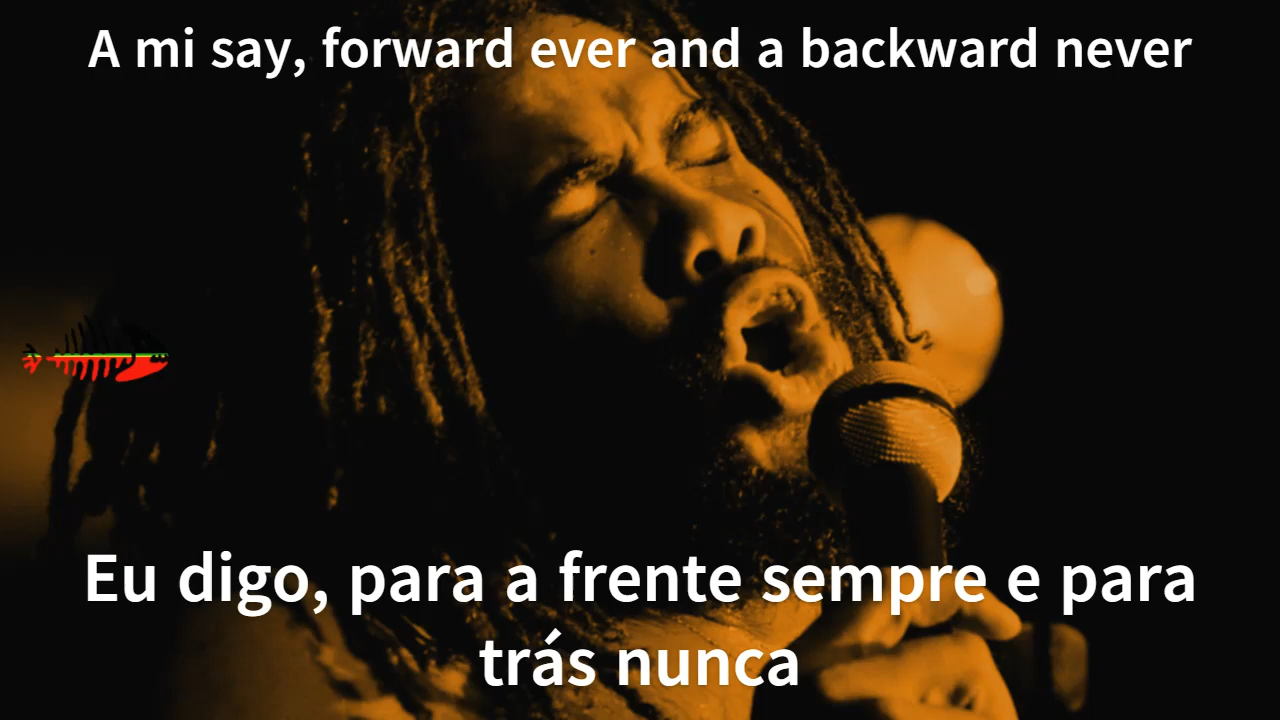 A mi say, forward ever and a backward never
Eu digo, para a frente sempre e para
trás nunca